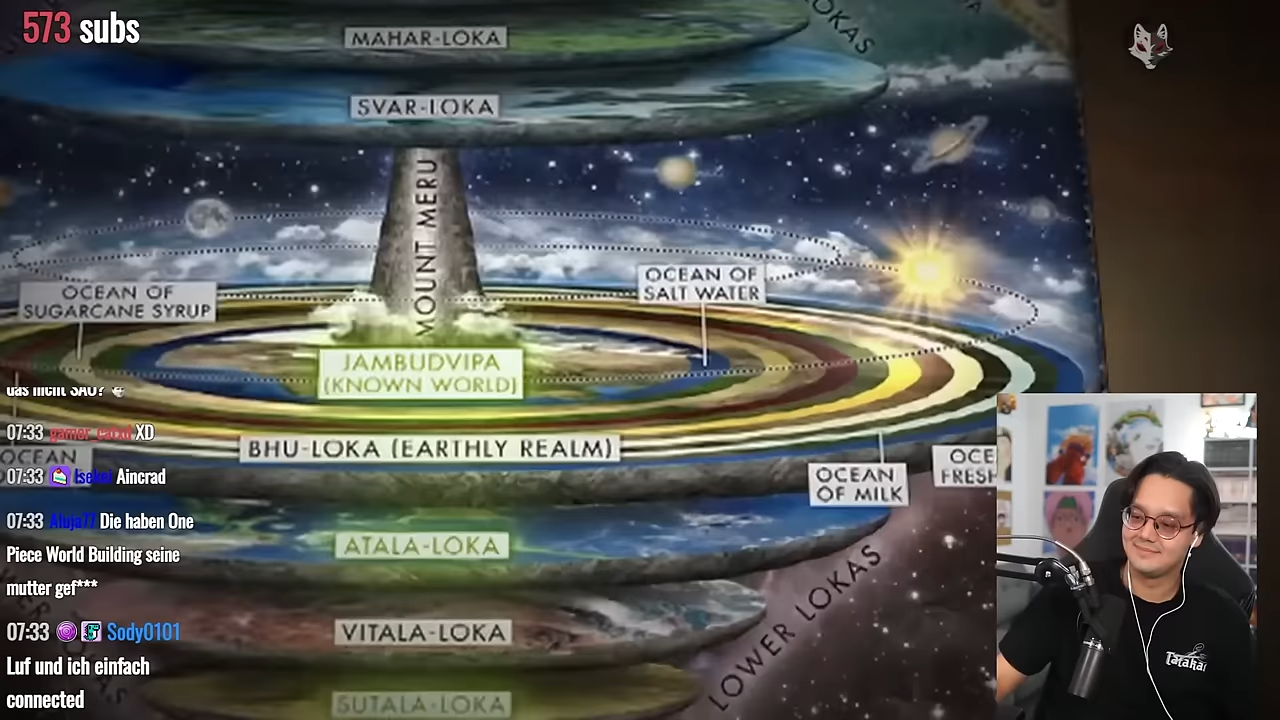 573 subs
MAHAR-LOKA
LOKAS
SVAR-LOKA
MOUNT MERU
OCEAN OF
SUGARCANE SYRUP
OCEAN OF
SALT WATER
JAMBUDVIPA
(KNOWN WORLD)
BHU-LOKA (EARTHLY REALM)
OCEAN
OCEAN
OF MILK
OCE
FRESH
ATALA-LOKA
VITALA-LOKA
LOWER LOKAS
SUTALA-LOKA
das nicht SAO?
07:33 XD
07:33 Isekei Aincrad
07:33 Aluja77 Die haben One
Piece World Building seine
mutter gef***
07:33 Sody0101
Luf und ich einfach
connected
Tatakai